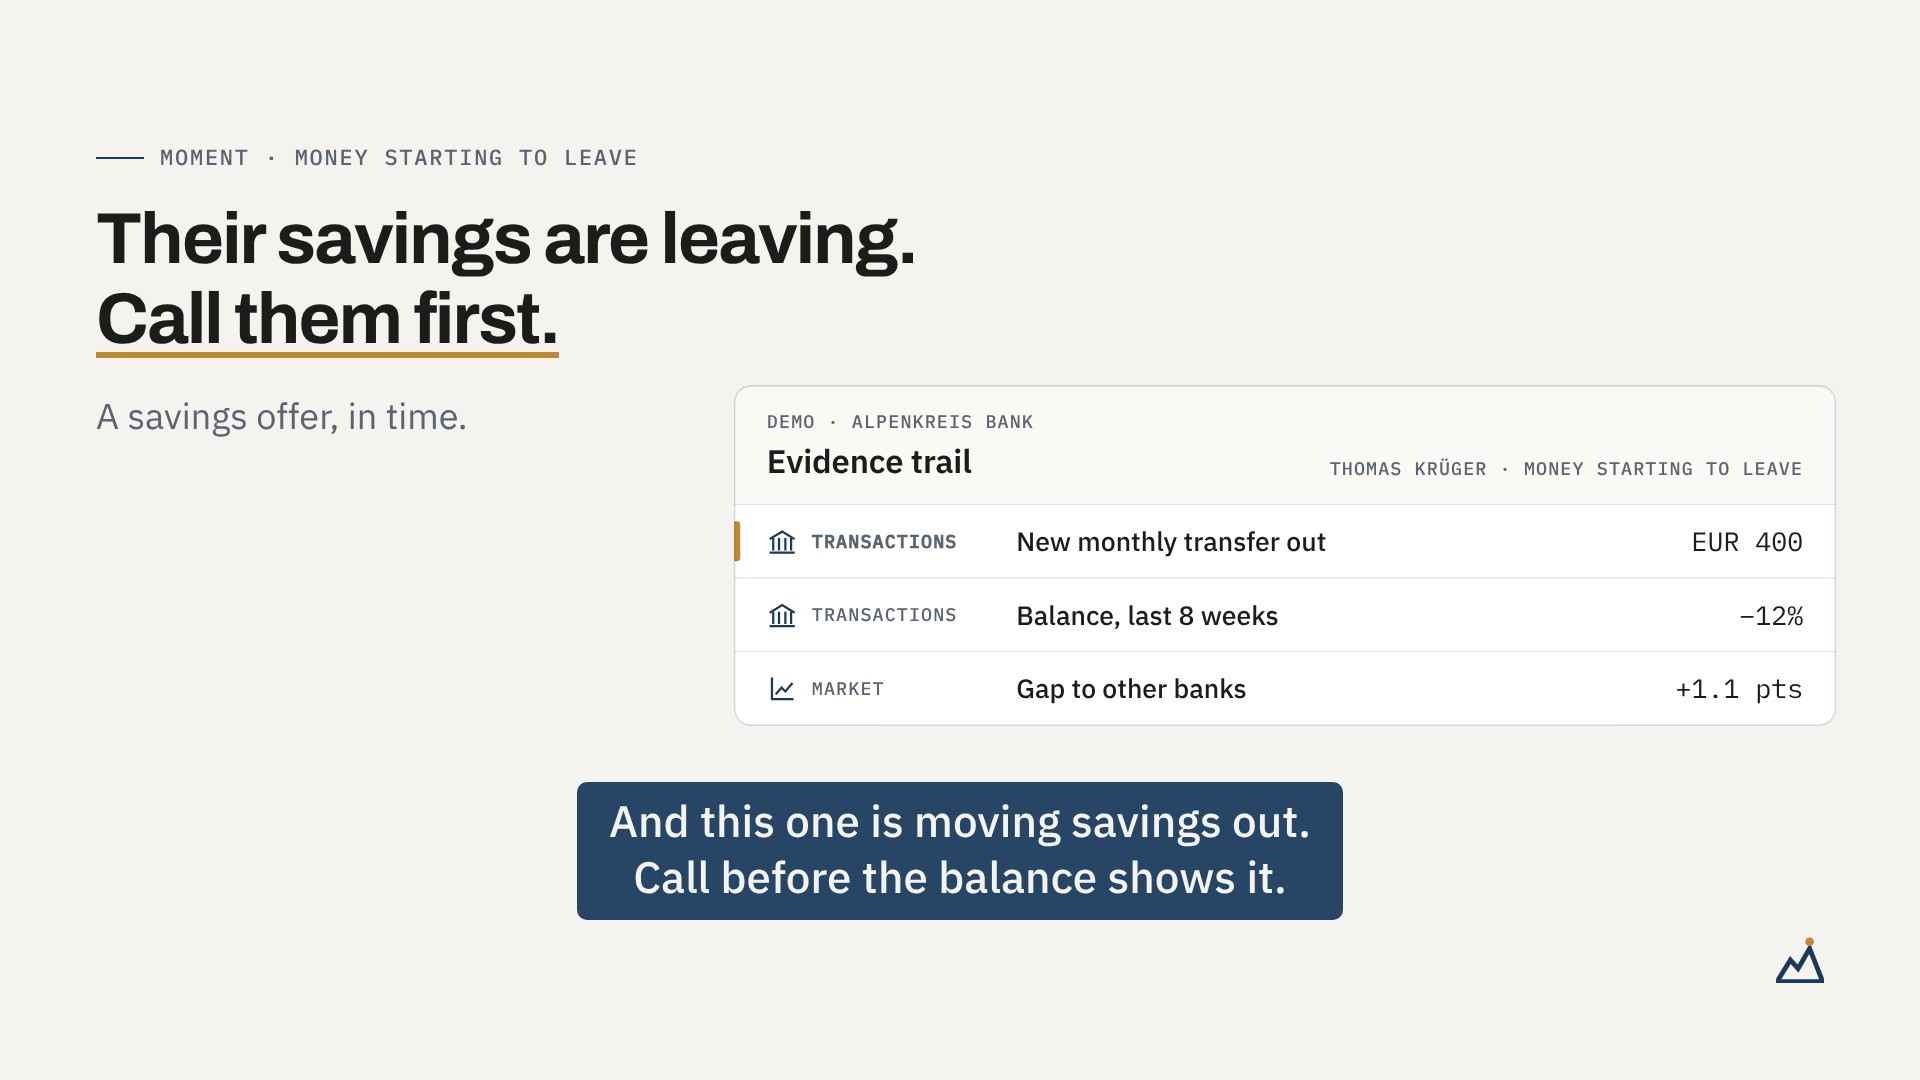 MOMENT · MONEY STARTING TO LEAVE
Their savings are leaving.
Call them first.
A savings offer, in time.
DEMO · ALPENKREIS BANK
Evidence trail
THOMAS KRÜGER · MONEY STARTING TO LEAVE
TRANSACTIONS New monthly transfer out EUR 400
TRANSACTIONS Balance, last 8 weeks −12%
MARKET Gap to other banks +1.1 pts
And this one is moving savings out.
Call before the balance shows it.